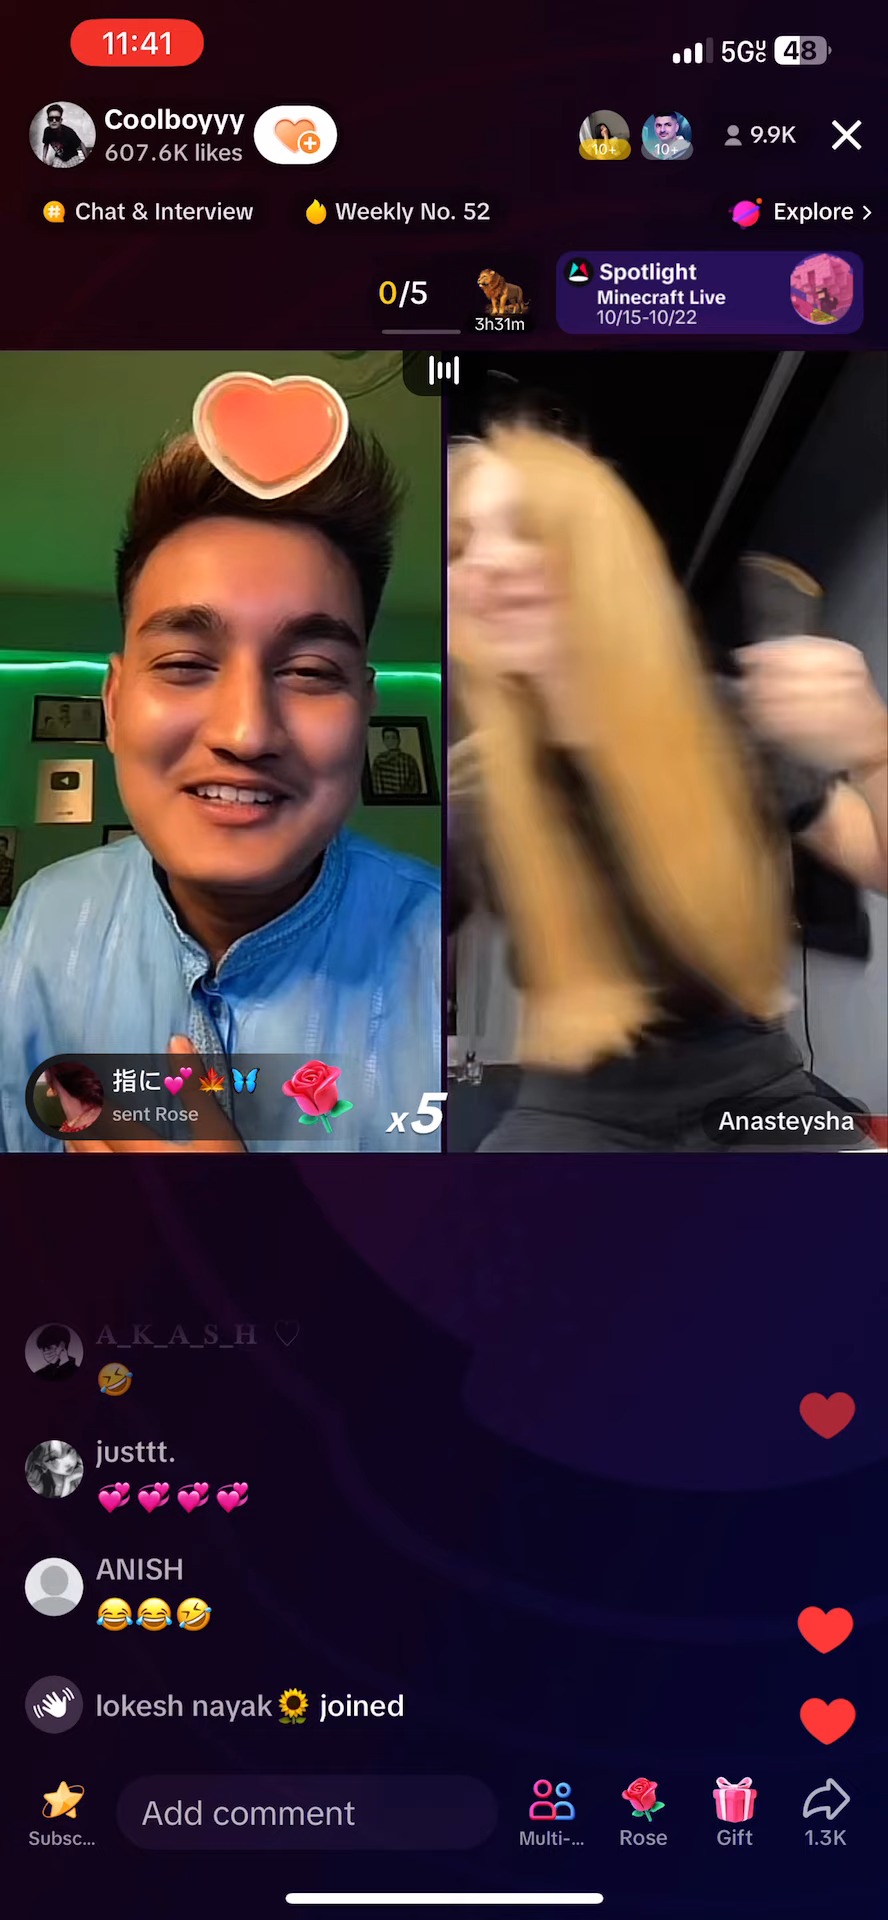 11:41
5G UC
48
Coolboyyy
607.6K likes
10+
10+
9.9K
Chat & Interview
Weekly No. 52
Explore >
0/5
3h31m
Spotlight
Minecraft Live
10/15-10/22
指に💕🍁🦋
sent Rose
x5
Anasteysha
A_K_A_S_H ♡
🤣
justtt.
💞💞💞💞
ANISH
😂😂🤣
lokesh nayak🌻 joined
Subsc...
Add comment
Multi-...
Rose
Gift
1.3K